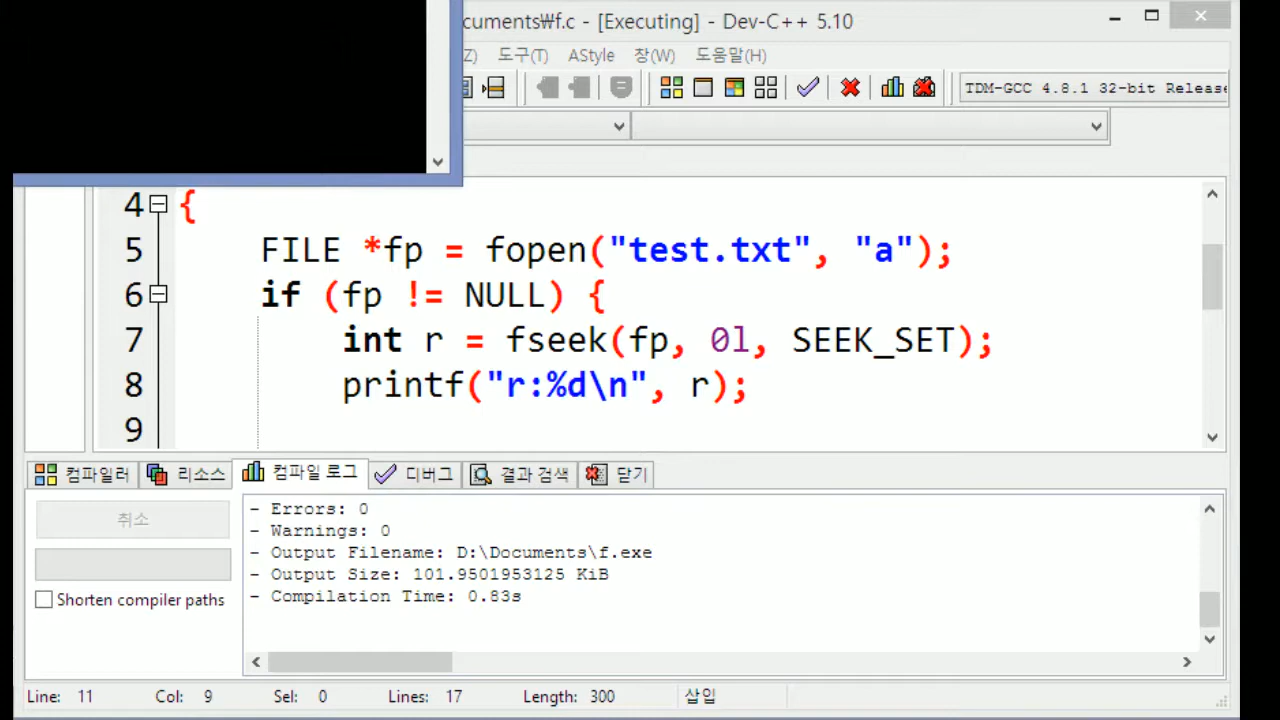 cuments\f.c - [Executing] - Dev-C++ 5.10
Z) 도구(T) AStyle 창(W) 도움말(H)
TDM-GCC 4.8.1 32-bit Release
4 {
5 FILE *fp = fopen("test.txt", "a");
6 if (fp != NULL) {
7 int r = fseek(fp, 0l, SEEK_SET);
8 printf("r:%d\n", r);
9
컴파일러 리소스 컴파일 로그 디버그 결과 검색 닫기
취소
Shorten compiler paths
- Errors: 0
- Warnings: 0
- Output Filename: D:\Documents\f.exe
- Output Size: 101.9501953125 KiB
- Compilation Time: 0.83s
Line: 11 Col: 9 Sel: 0 Lines: 17 Length: 300 삽입